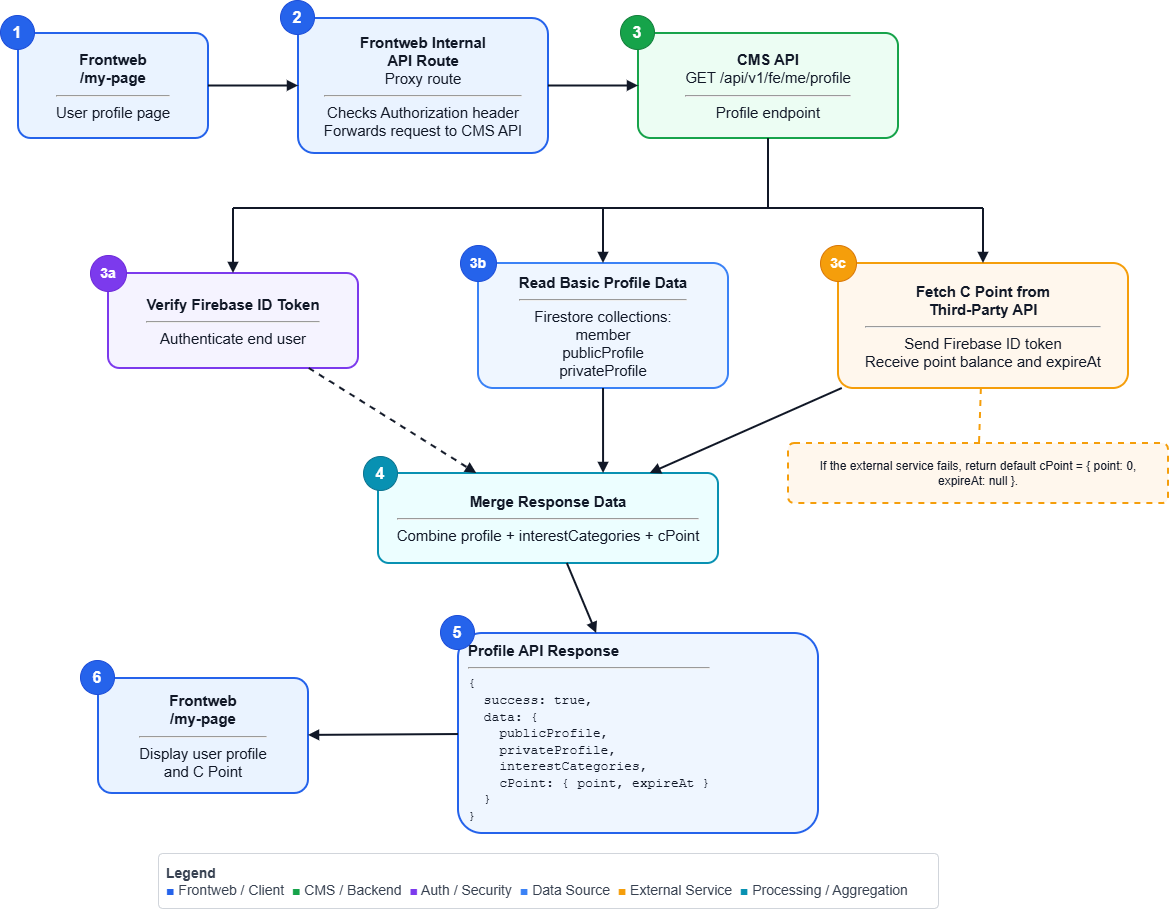 1
Frontweb
/my-page
User profile page
2
Frontweb Internal
API Route
Proxy route
Checks Authorization header
Forwards request to CMS API
3
CMS API
GET /api/v1/fe/me/profile
Profile endpoint
3a
Verify Firebase ID Token
Authenticate end user
3b
Read Basic Profile Data
Firestore collections:
member
publicProfile
privateProfile
3c
Fetch C Point from
Third-Party API
Send Firebase ID token
Receive point balance and expireAt
If the external service fails, return default cPoint = { point: 0,
expireAt: null }.
4
Merge Response Data
Combine profile + interestCategories + cPoint
5
Profile API Response
{
  success: true,
  data: {
    publicProfile,
    privateProfile,
    interestCategories,
    cPoint: { point, expireAt }
  }
}
6
Frontweb
/my-page
Display user profile
and C Point
Legend
Frontweb / Client CMS / Backend Auth / Security Data Source External Service Processing / Aggregation